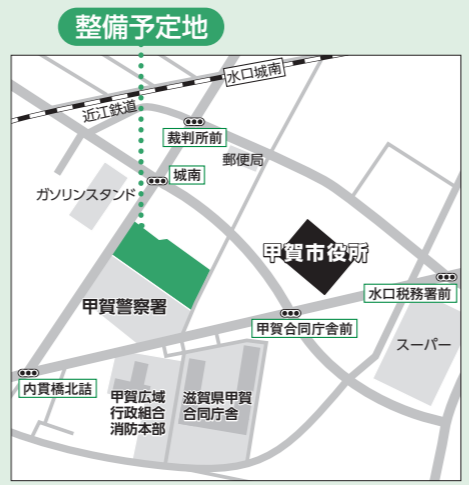 整備予定地
水口城南
近江鉄道
裁判所前
郵便局
城南
ガソリンスタンド
甲賀市役所
水口税務署前
甲賀警察署
甲賀合同庁舎前
スーパー
内貫橋北詰
甲賀広域
行政組合
消防本部
滋賀県甲賀
合同庁舎